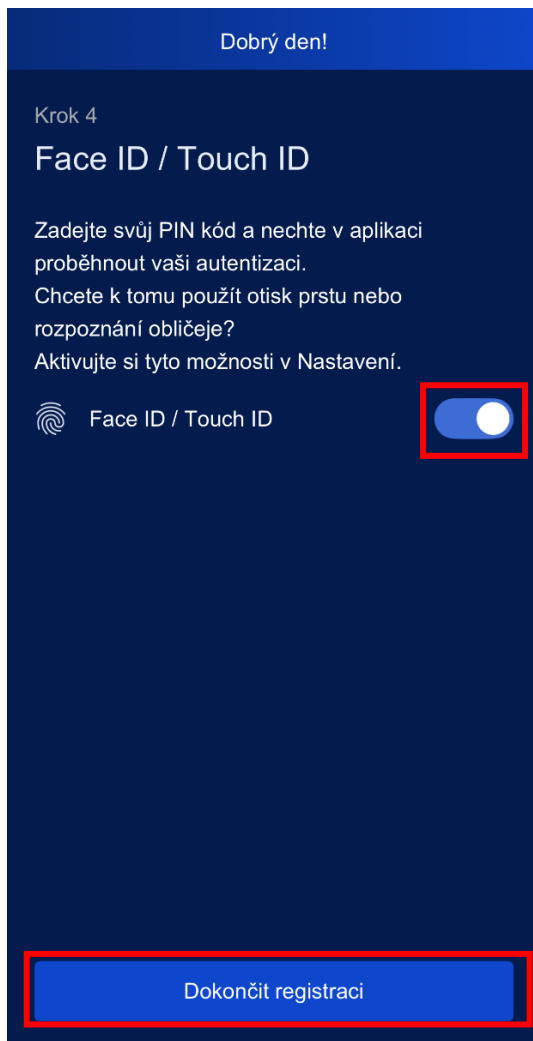 Dobrý den!
Krok 4
Face ID / Touch ID
Zadejte svůj PIN kód a nechte v aplikaci
proběhnout vaši autentizaci.
Chcete k tomu použít otisk prstu nebo
rozpoznání obličeje?
Aktivujte si tyto možnosti v Nastavení.
Face ID / Touch ID
Dokončit registraci